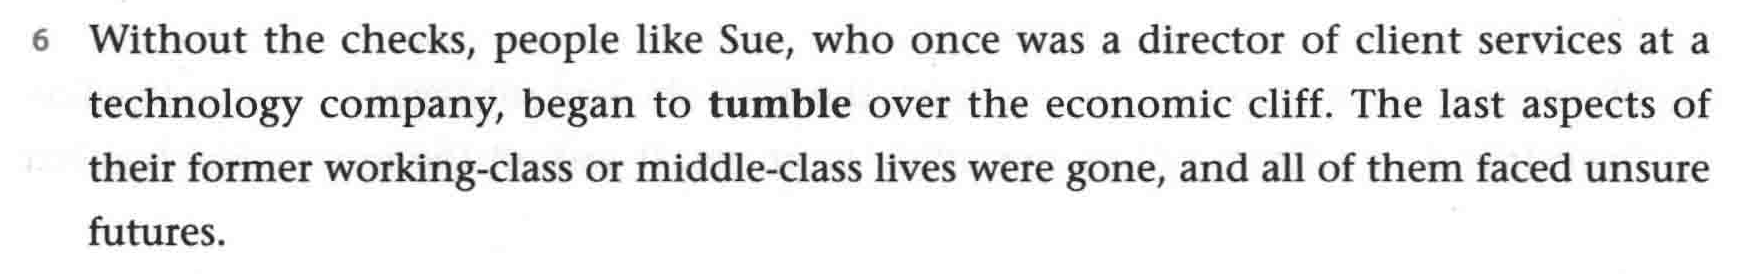 6 Without the checks, people like Sue, who once was a director of client services at a
technology company, began to tumble over the economic cliff. The last aspects of
their former working-class or middle-class lives were gone, and all of them faced unsure
futures.